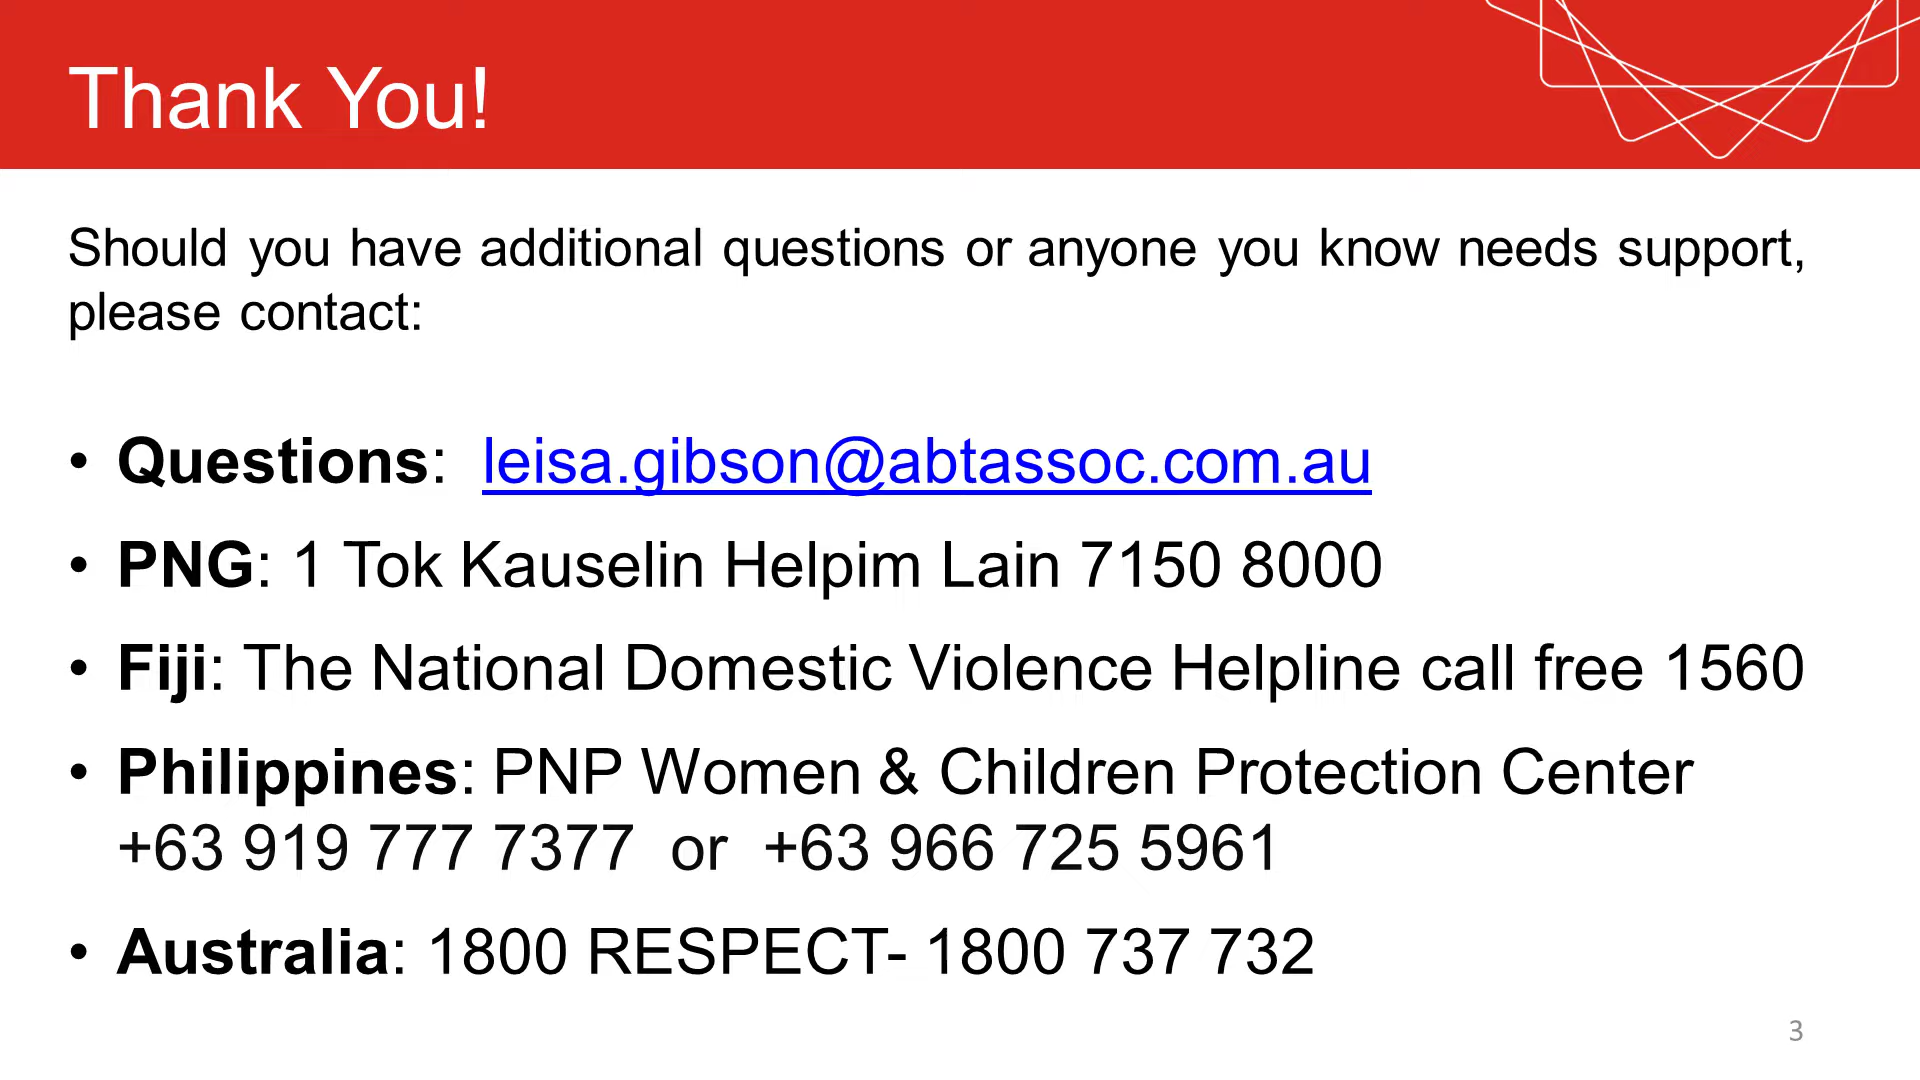 Thank You!
Should you have additional questions or anyone you know needs support,
please contact:
• Questions: leisa.gibson@abtassoc.com.au
• PNG: 1 Tok Kauselin Helpim Lain 7150 8000
• Fiji: The National Domestic Violence Helpline call free 1560
• Philippines: PNP Women & Children Protection Center
+63 919 777 7377 or +63 966 725 5961
• Australia: 1800 RESPECT- 1800 737 732
3